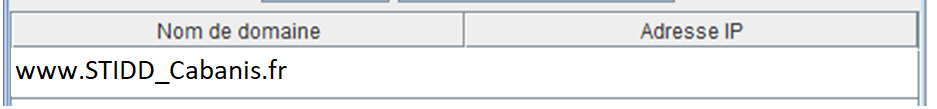 Nom de domaine Adresse IP
www.STIDD_Cabanis.fr